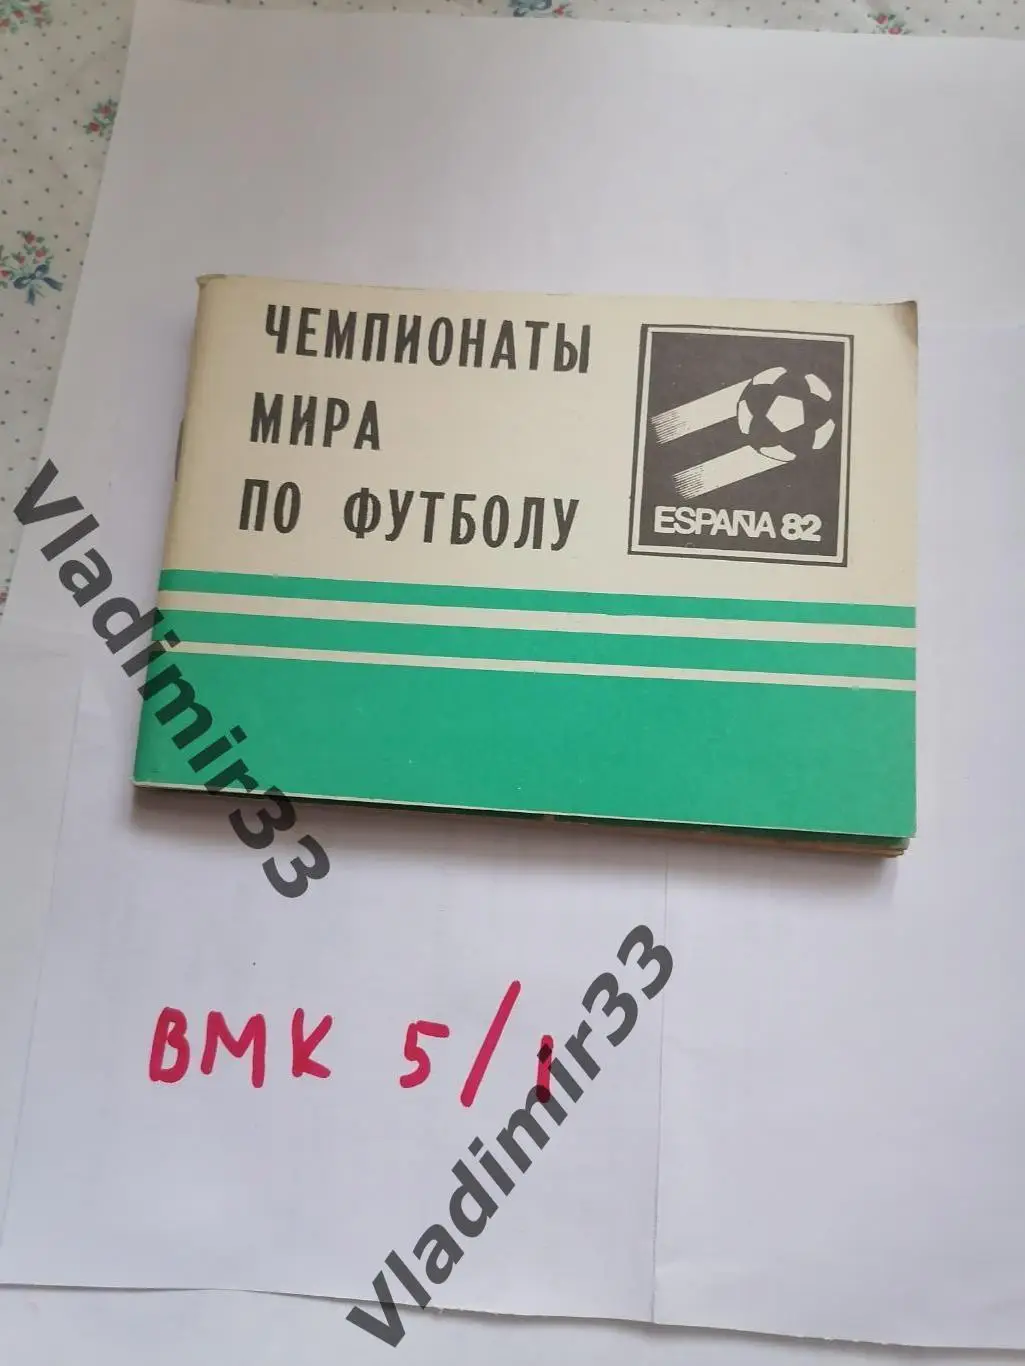 ЧЕМПИОНАТЫ
МИРА
ПО ФУТБОЛУ
ESPAÑA 82
Vladimir33
ВМК 5/1
Vladimir33